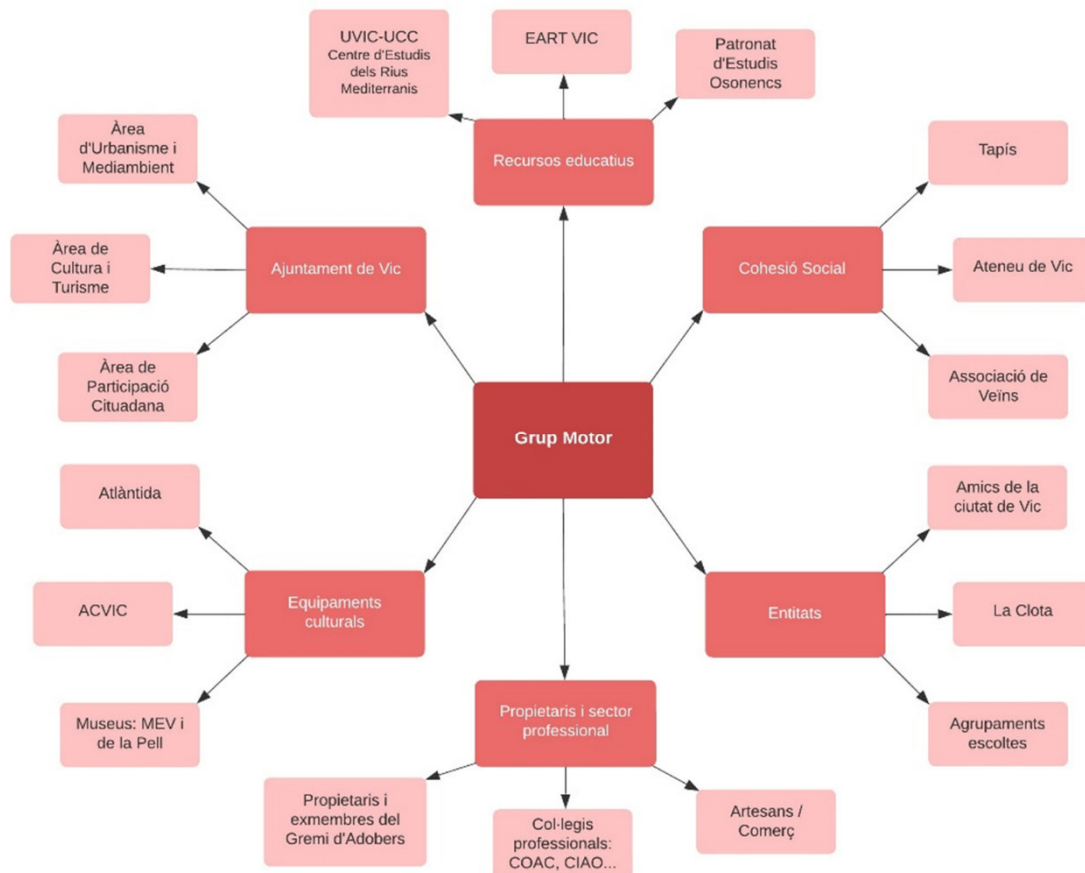 UVIC-UCC
Centre d'Estudis
dels Rius
Mediterranis
EART VIC
Patronat
d'Estudis
Osonencs
Recursos educatius
Àrea
d'Urbanisme i
Mediambient
Àrea de
Cultura i
Turisme
Àrea de
Participació
Cituadana
Ajuntament de Vic
Tapís
Ateneu de Vic
Associació de
Veïns
Cohesió Social
Grup Motor
Atlàntida
ACVIC
Museus: MEV i
de la Pell
Equipaments
culturals
Amics de la
ciutat de Vic
La Clota
Agrupaments
escoltes
Entitats
Propietaris i sector
professional
Propietaris i
exmembres del
Gremi d'Adobers
Col·legis
professionals:
COAC, CIAO...
Artesans /
Comerç